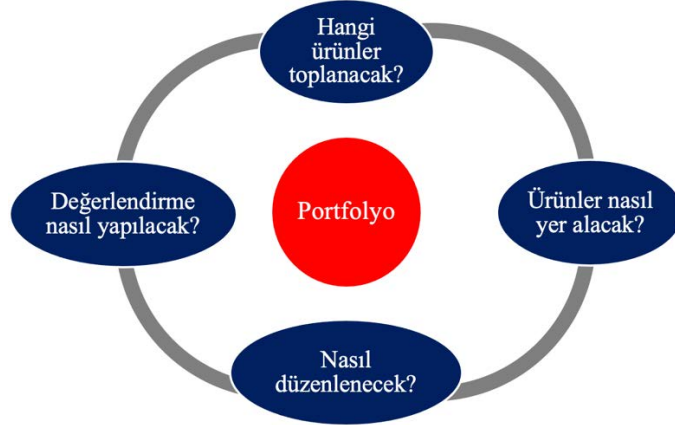 Hangi
ürünler
toplanacak?
Değerlendirme
nasıl yapılacak?
Portfolyo
Ürünler nasıl
yer alacak?
Nasıl
düzenlenecek?